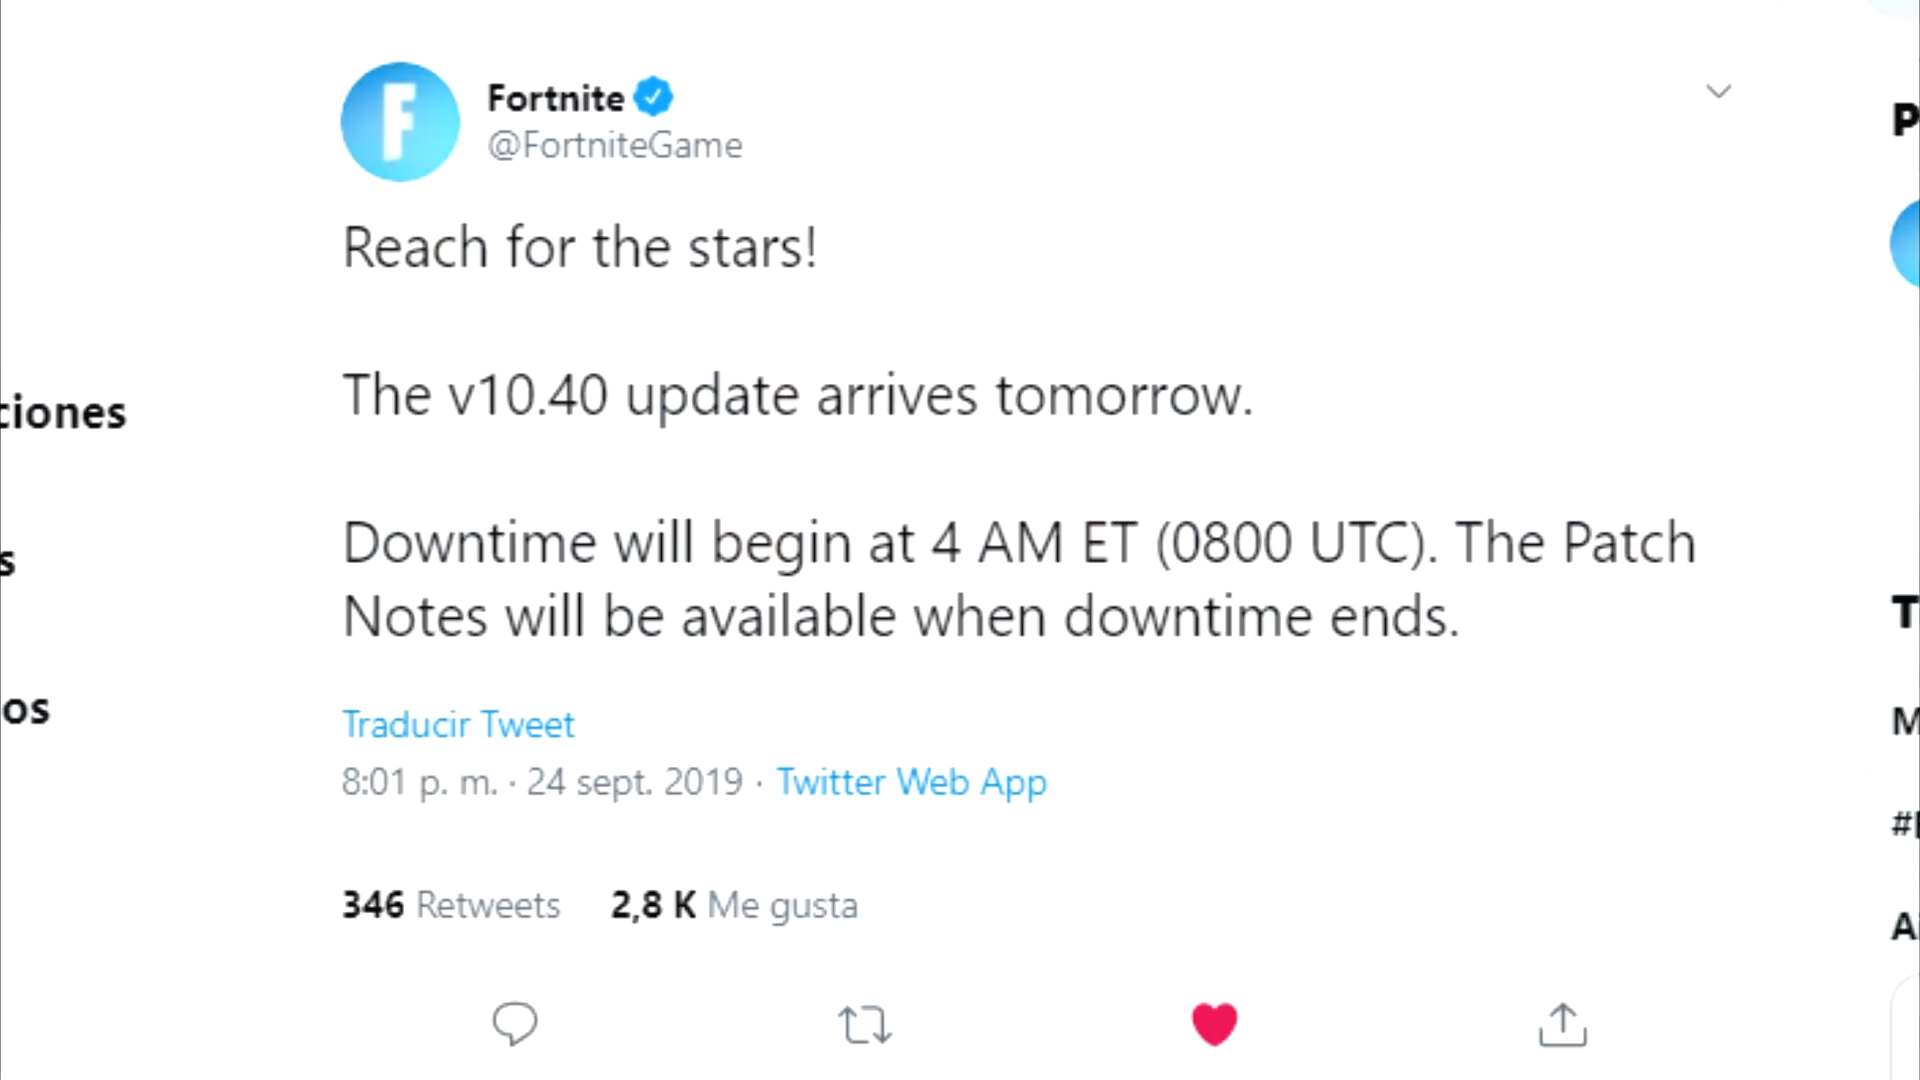 Fortnite
@FortniteGame
Reach for the stars!
The v10.40 update arrives tomorrow.
Downtime will begin at 4 AM ET (0800 UTC). The Patch
Notes will be available when downtime ends.
Traducir Tweet
8:01 p. m. · 24 sept. 2019 · Twitter Web App
346 Retweets 2,8 K Me gusta
ciones
s
os
P
T
M
#
A